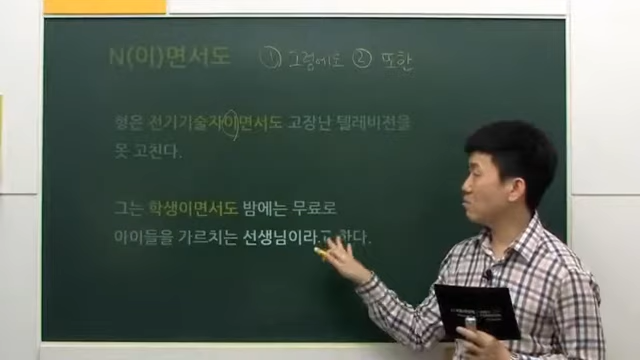 N(이)면서도 ① 그럼에도 ② 또한
형은 전기기술자이면서도 고장난 텔레비전을
못 고친다.
그는 학생이면서도 밤에는 무료로
아이들을 가르치는 선생님이라고 한다.